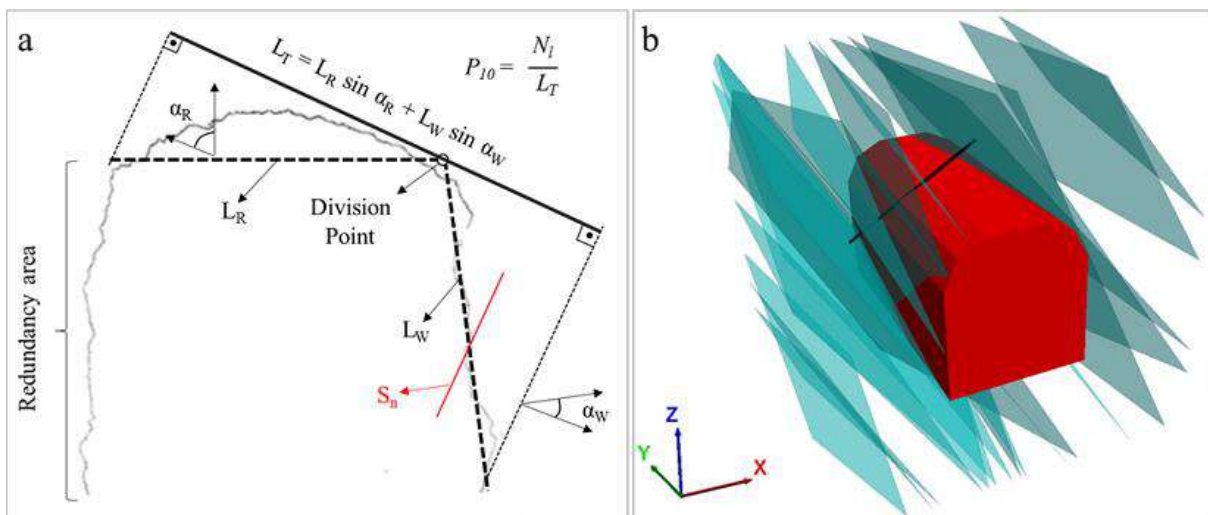 a
L_T = L_R sin α_R + L_W sin α_W
P_10 = N_l / L_T
α_R
L_R
Division
Point
L_W
S_n
α_W
Redundancy area
b
Z
Y
X